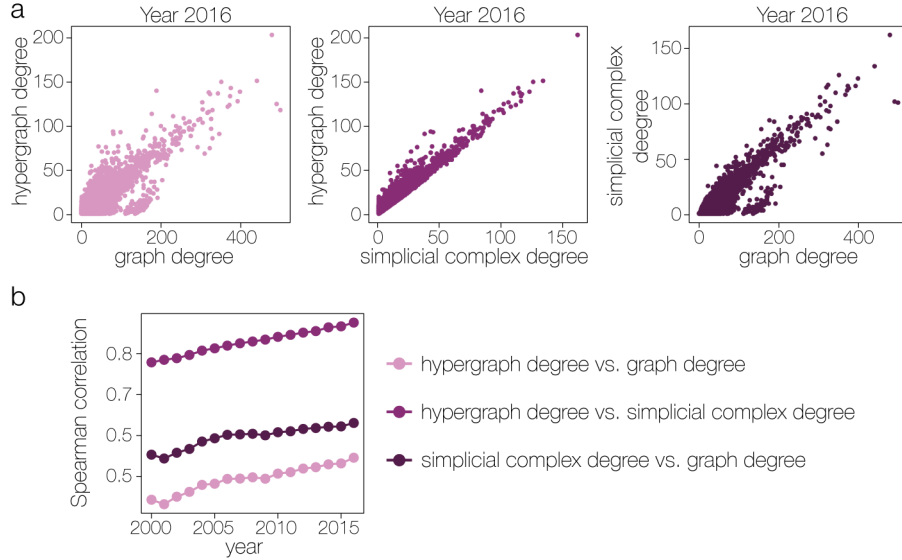 a
Year 2016
Year 2016
Year 2016
hypergraph degree
200
150
100
50
0
0
200
400
graph degree
hypergraph degree
200
150
100
50
0
0
50
100
150
simplicial complex degree
simplicial complex
degree
150
100
50
0
0
200
400
graph degree
b
Spearman correlation
0.8
0.7
0.5
0.5
2000
2005
2010
2015
year
hypergraph degree vs. graph degree
hypergraph degree vs. simplicial complex degree
simplicial complex degree vs. graph degree